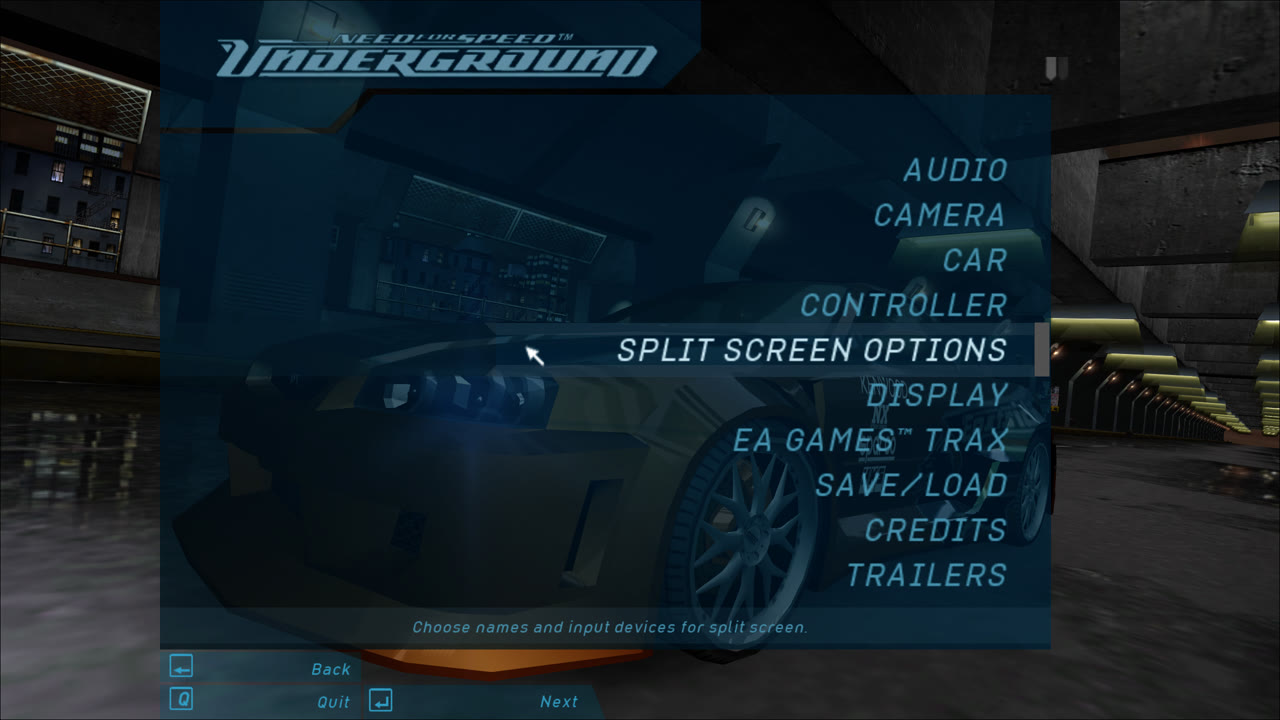 NEED FOR SPEED™
UNDERGROUND
AUDIO
CAMERA
CAR
CONTROLLER
SPLIT SCREEN OPTIONS
DISPLAY
EA GAMES™ TRAX
SAVE/LOAD
CREDITS
TRAILERS
Choose names and input devices for split screen.
Back
Q Quit
Next